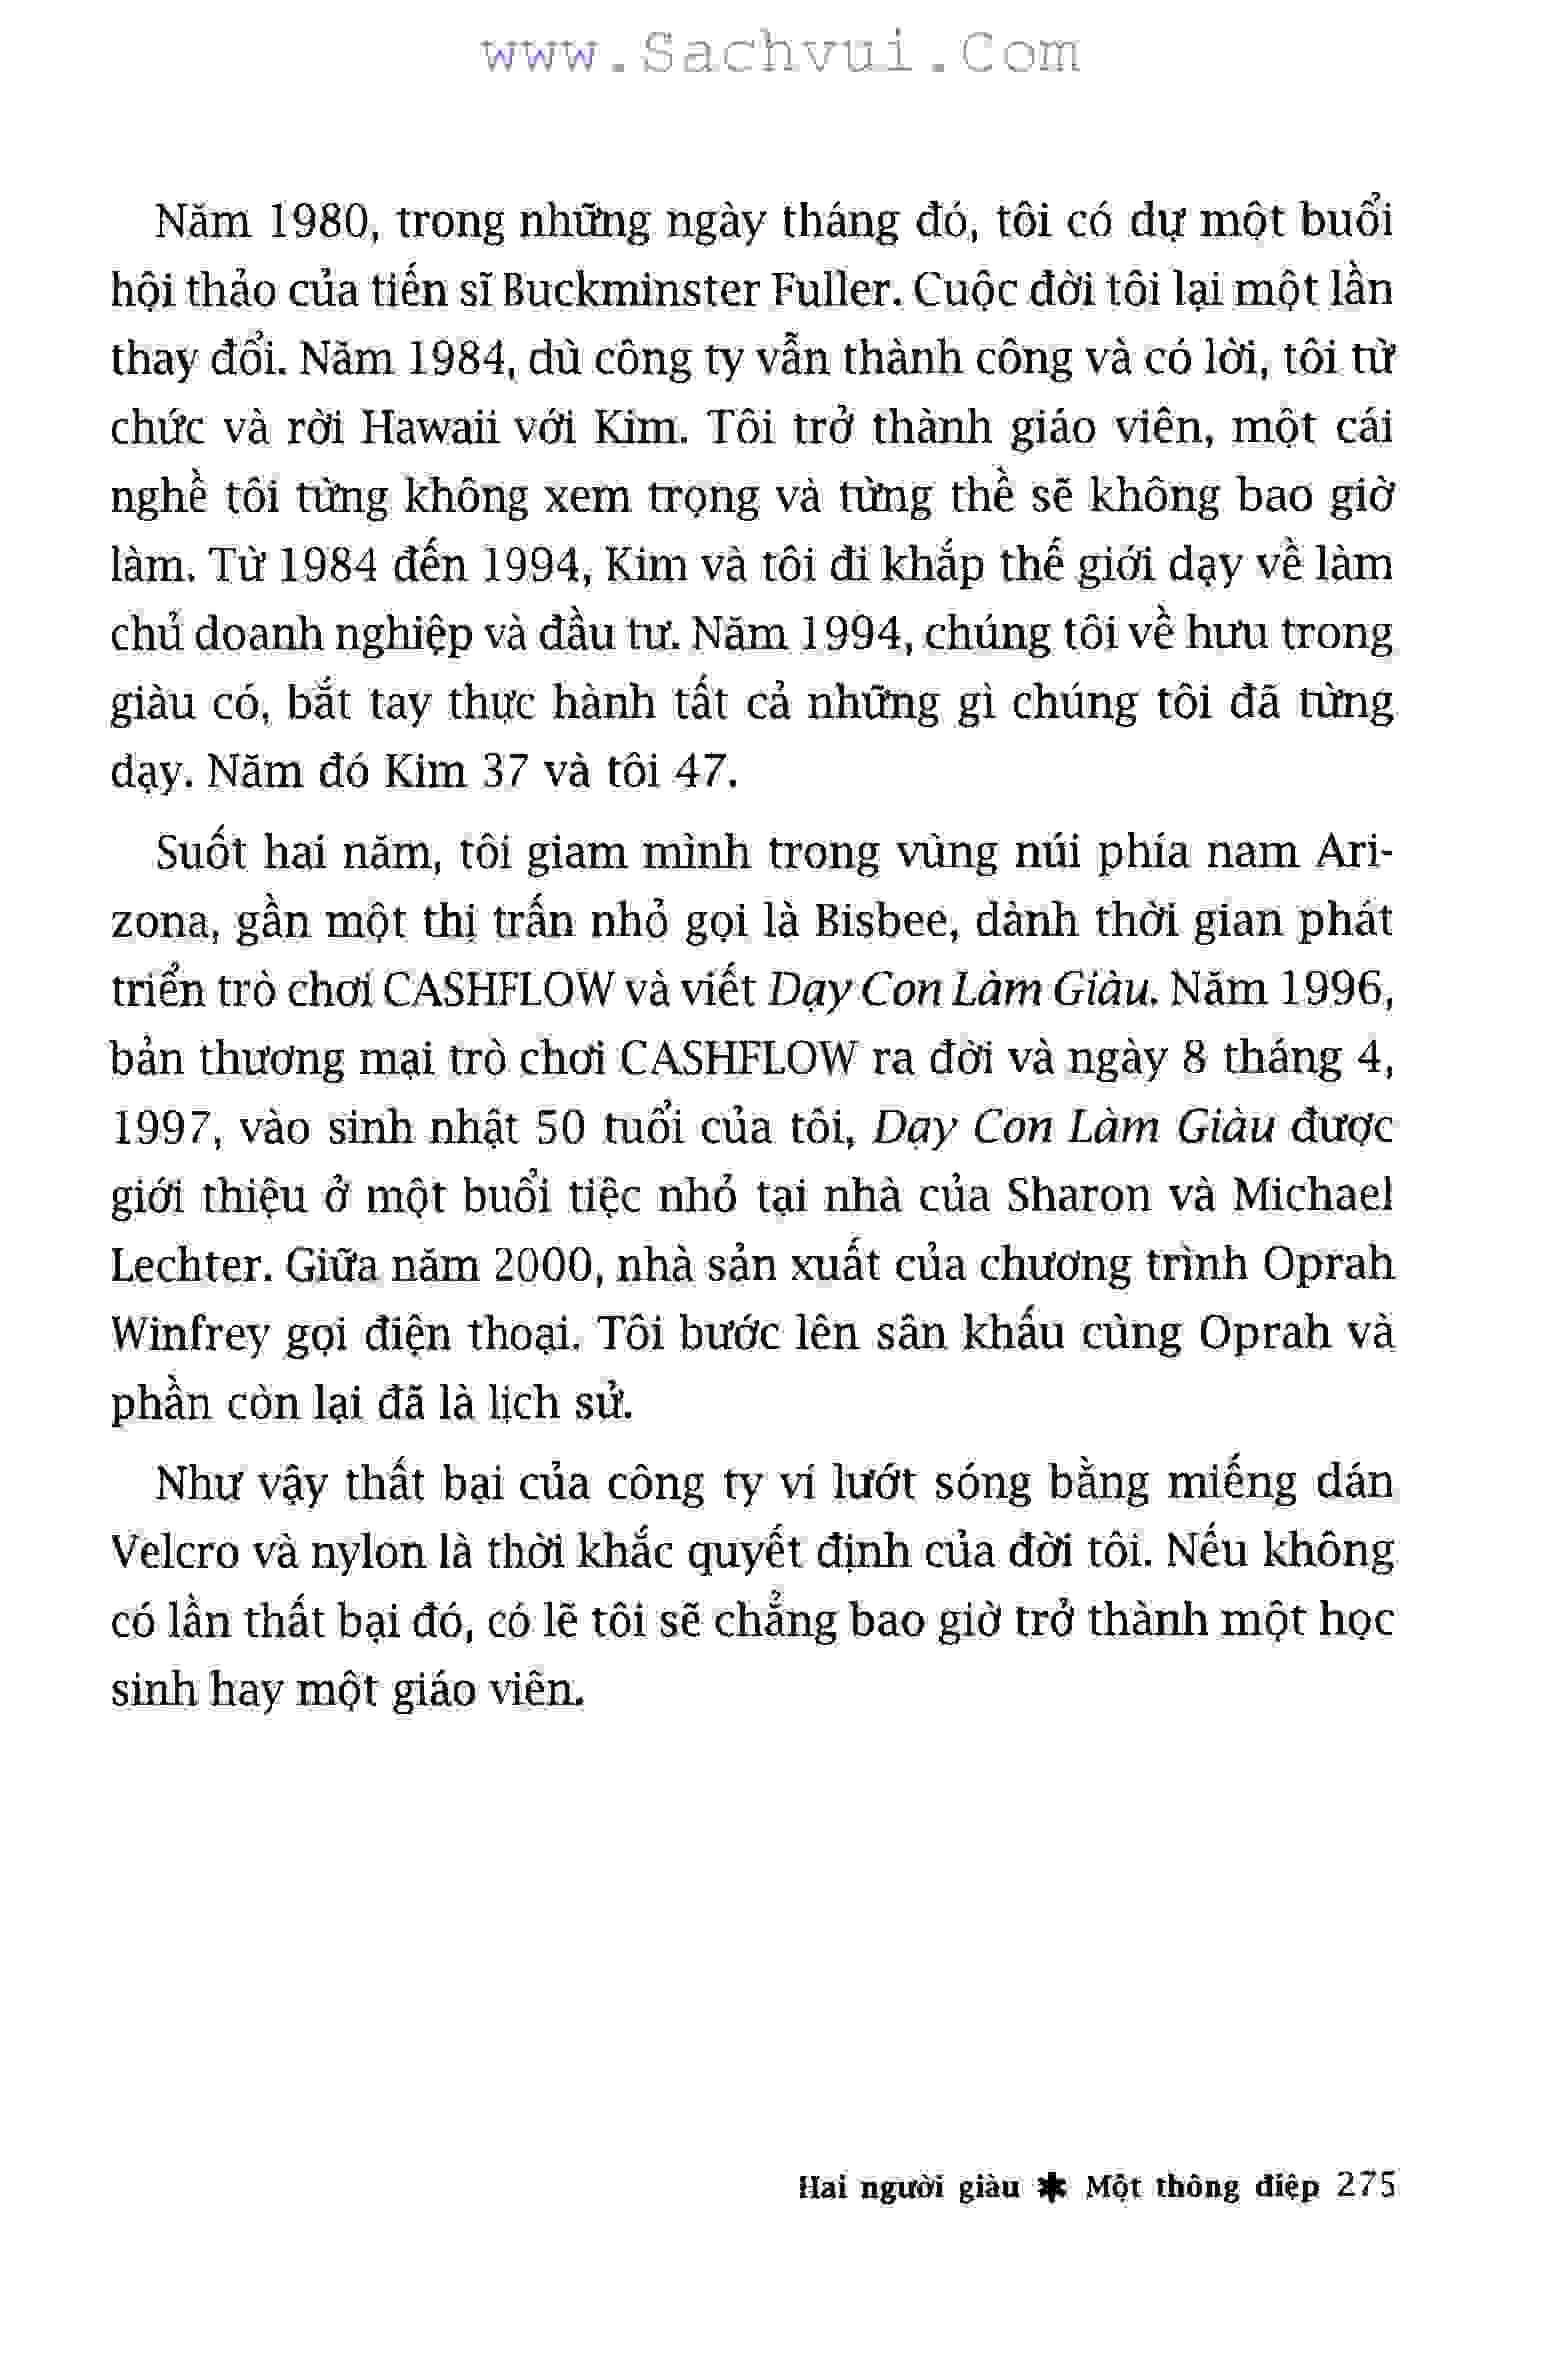 www.Sachvui.Com
Năm 1980, trong những ngày tháng đó, tôi có dự một buổi
hội thảo của tiến sĩ Buckminster Fuller. Cuộc đời tôi lại một lần
thay đổi. Năm 1984, dù công ty vẫn thành công và có lời, tôi từ
chức và rời Hawaii với Kim. Tôi trở thành giáo viên, một cái
nghề tôi từng không xem trọng và từng thề sẽ không bao giờ
làm. Từ 1984 đến 1994, Kim và tôi đi khắp thế giới dạy về làm
chủ doanh nghiệp và đầu tư. Năm 1994, chúng tôi về hưu trong
giàu có, bắt tay thực hành tất cả những gì chúng tôi đã từng
dạy. Năm đó Kim 37 và tôi 47.
Suốt hai năm, tôi giam mình trong vùng núi phía nam Ari-
zona, gần một thị trấn nhỏ gọi là Bisbee, dành thời gian phát
triển trò chơi CASHFLOW và viết Dạy Con Làm Giàu. Năm 1996,
bản thương mại trò chơi CASHFLOW ra đời và ngày 8 tháng 4,
1997, vào sinh nhật 50 tuổi của tôi, Dạy Con Làm Giàu được
giới thiệu ở một buổi tiệc nhỏ tại nhà của Sharon và Michael
Lechter. Giữa năm 2000, nhà sản xuất của chương trình Oprah
Winfrey gọi điện thoại. Tôi bước lên sân khấu cùng Oprah và
phần còn lại đã là lịch sử.
Như vậy thất bại của công ty ví lướt sóng bằng miếng dán
Velcro và nylon là thời khắc quyết định của đời tôi. Nếu không
có lần thất bại đó, có lẽ tôi sẽ chẳng bao giờ trở thành một học
sinh hay một giáo viên.
Hai người giàu ✱ Một thông điệp 275